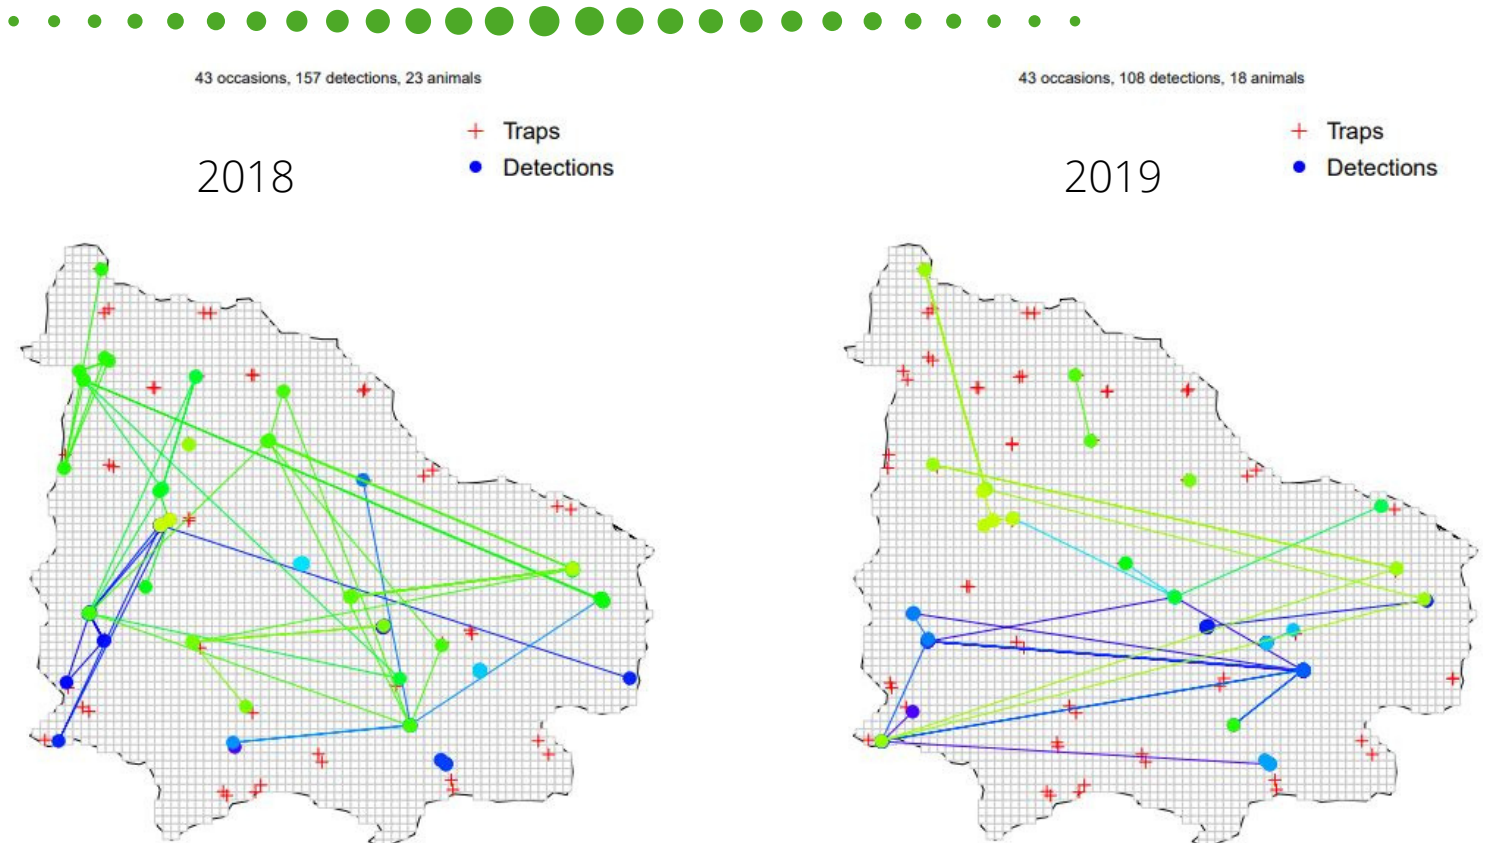 43 occasions, 157 detections, 23 animals
Traps
Detections
2018
43 occasions, 108 detections, 18 animals
Traps
Detections
2019